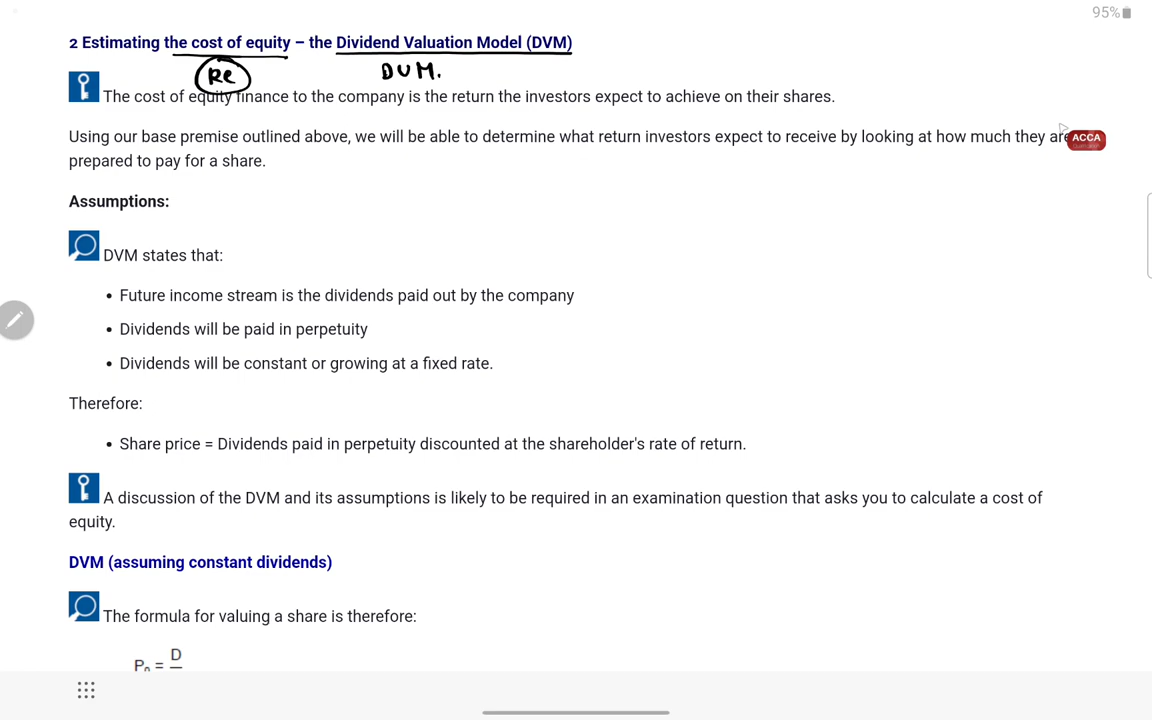 95%
2 Estimating the cost of equity – the Dividend Valuation Model (DVM)
Re DVM.
The cost of equity finance to the company is the return the investors expect to achieve on their shares.
Using our base premise outlined above, we will be able to determine what return investors expect to receive by looking at how much they are
ACCA
prepared to pay for a share.
Assumptions:
DVM states that:
• Future income stream is the dividends paid out by the company
• Dividends will be paid in perpetuity
• Dividends will be constant or growing at a fixed rate.
Therefore:
• Share price = Dividends paid in perpetuity discounted at the shareholder's rate of return.
A discussion of the DVM and its assumptions is likely to be required in an examination question that asks you to calculate a cost of
equity.
DVM (assuming constant dividends)
The formula for valuing a share is therefore:
P₀ = D